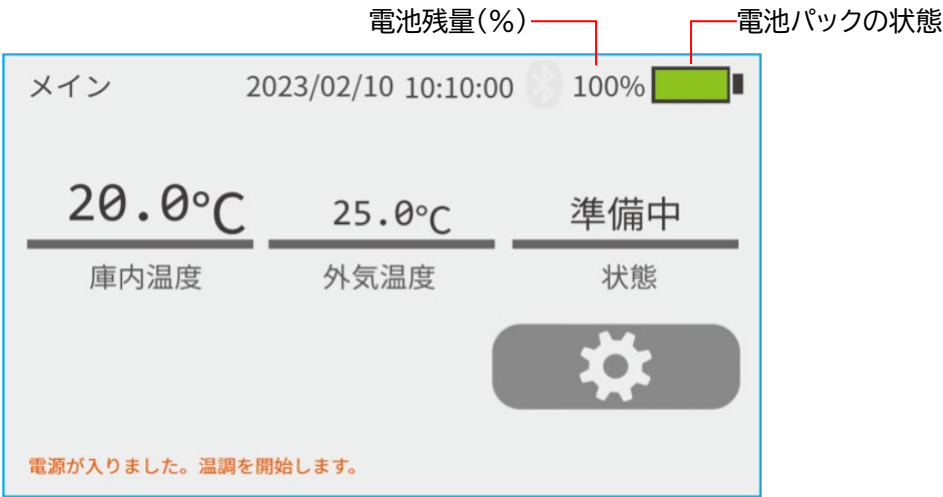 電池残量(%) 電池パックの状態
メイン 2023/02/10 10:10:00 100%
20.0℃ 25.0℃ 準備中
庫内温度 外気温度 状態
電源が入りました。温調を開始します。